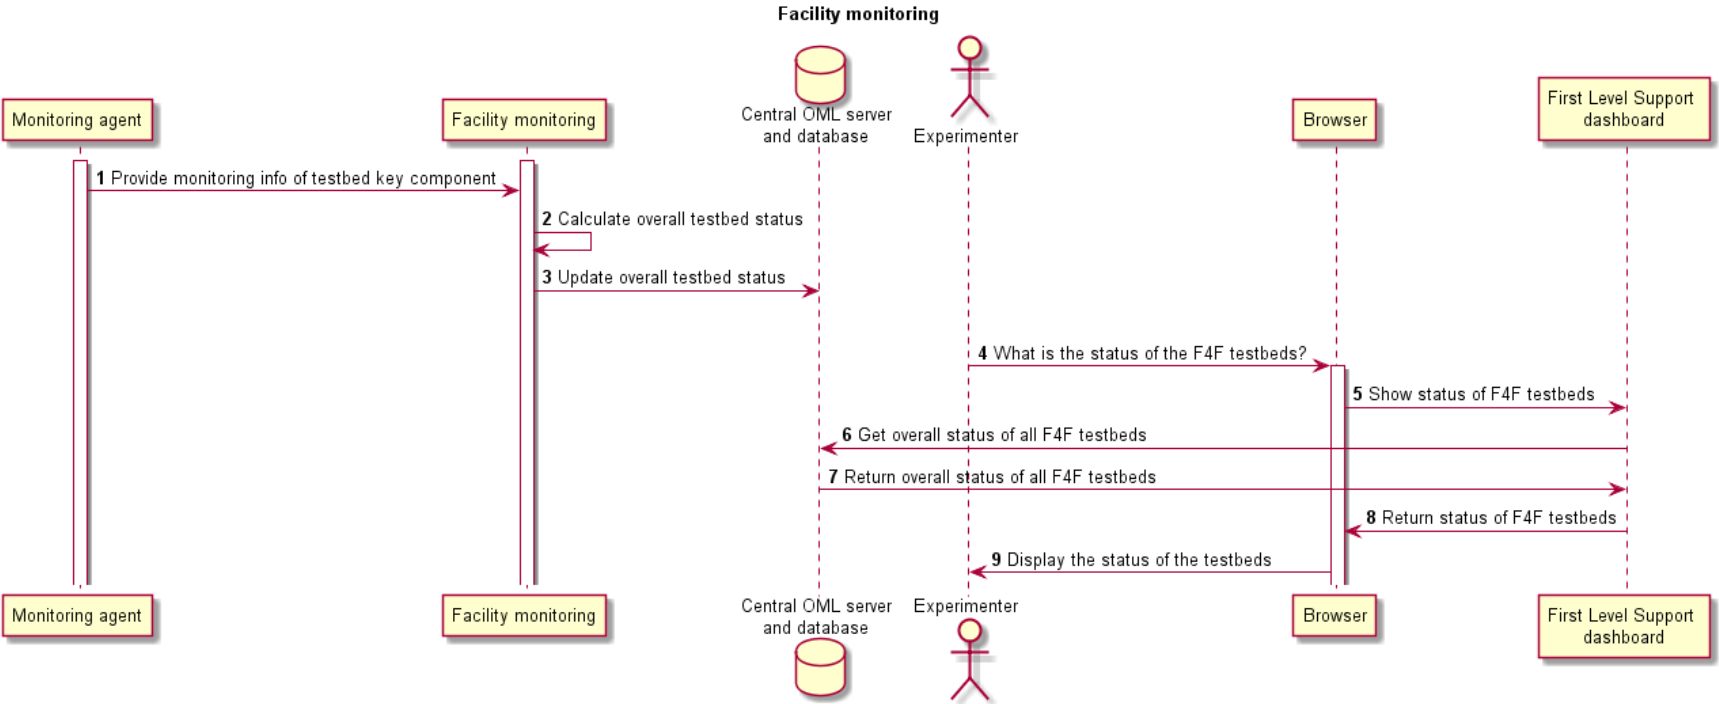 Facility monitoring
Monitoring agent
Facility monitoring
Central OML server
and database
Experimenter
Browser
First Level Support
dashboard
1 Provide monitoring info of testbed key component
2 Calculate overall testbed status
3 Update overall testbed status
4 What is the status of the F4F testbeds?
5 Show status of F4F testbeds
6 Get overall status of all F4F testbeds
7 Return overall status of all F4F testbeds
8 Return status of F4F testbeds
9 Display the status of the testbeds
Monitoring agent
Facility monitoring
Central OML server
and database
Experimenter
Browser
First Level Support
dashboard